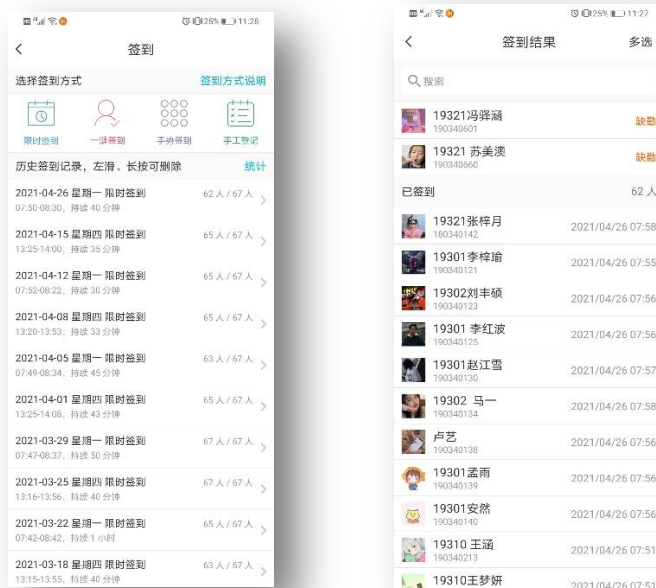 25% 11:28
签到
选择签到方式 签到方式说明
限时签到 一键签到 手势签到 手工登记
历史签到记录，左滑、长按可删除 统计
2021-04-26 星期一 限时签到 62 人 / 67 人
07:50-08:30，持续 40 分钟
2021-04-15 星期四 限时签到 65 人 / 67 人
13:25-14:00，持续 35 分钟
2021-04-12 星期一 限时签到 65 人 / 67 人
07:52-08:22，持续 30 分钟
2021-04-08 星期四 限时签到 65 人 / 67 人
13:20-13:53，持续 33 分钟
2021-04-05 星期一 限时签到 63 人 / 67 人
07:49-08:34，持续 45 分钟
2021-04-01 星期四 限时签到 65 人 / 67 人
13:25-14:08，持续 43 分钟
2021-03-29 星期一 限时签到 67 人 / 67 人
07:47-08:37，持续 50 分钟
2021-03-25 星期四 限时签到 67 人 / 67 人
13:16-13:56，持续 40 分钟
2021-03-22 星期一 限时签到 65 人 / 67 人
07:42-08:42，持续 1 小时
2021-03-18 星期四 限时签到 63 人 / 67 人
13:15-13:55，持续 40 分钟
25% 11:27
签到结果 多选
搜索
19321冯驿涵 缺勤
190340601
19321 苏美澳 缺勤
190340660
已签到 62 人
19321张梓月 2021/04/26 07:58
180340142
19301李梓瑜 2021/04/26 07:55
190340121
19302刘丰硕 2021/04/26 07:56
190340123
19301 李红波 2021/04/26 07:56
190340125
19301赵江雪 2021/04/26 07:57
190340130
19302 马一 2021/04/26 07:58
190340134
卢艺 2021/04/26 07:56
190340138
19301孟雨 2021/04/26 07:56
190340139
19301安然 2021/04/26 07:56
190340140
19310 王涵 2021/04/26 07:51
190340213
19310王梦妍 2021/04/26 07:51